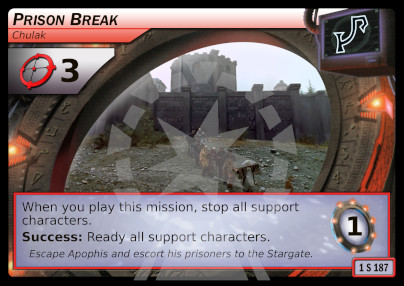 PRISON BREAK
Chulak
3
When you play this mission, stop all support
characters.
Success: Ready all support characters.
Escape Apophis and escort his prisoners to the Stargate.
1
1 S 187